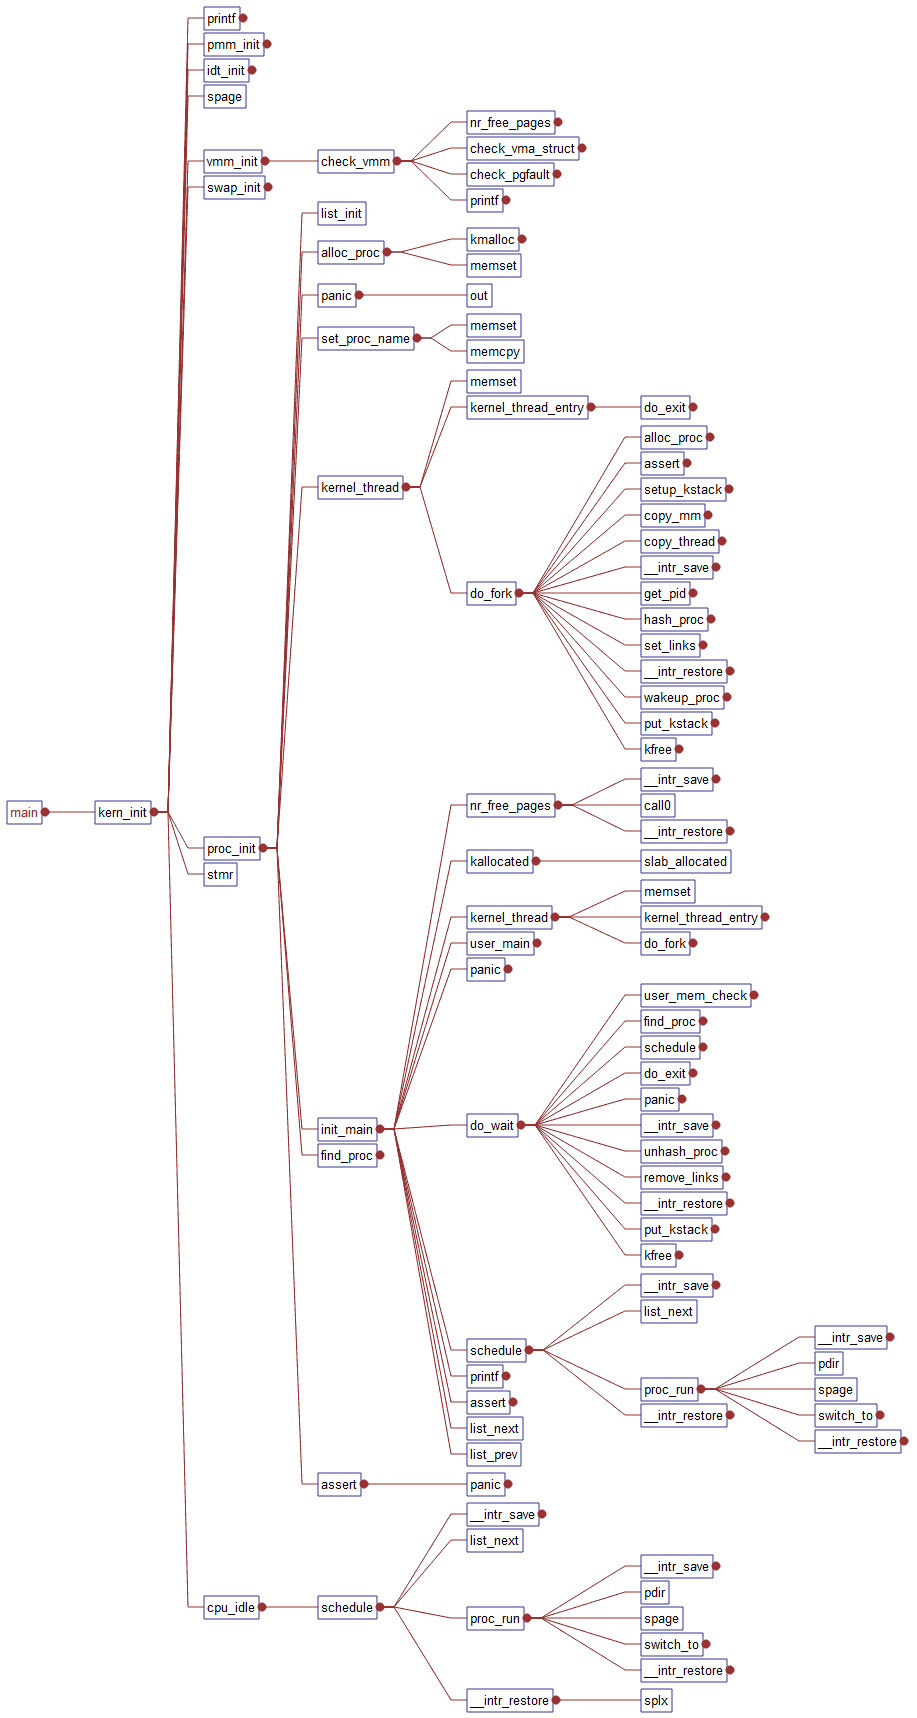 main
kern_init
printf
pmm_init
idt_init
spage
vmm_init
check_vmm
nr_free_pages
check_vma_struct
check_pgfault
printf
swap_init
proc_init
list_init
alloc_proc
kmalloc
memset
panic
out
set_proc_name
memset
memcpy
kernel_thread
memset
kernel_thread_entry
do_exit
do_fork
alloc_proc
assert
setup_kstack
copy_mm
copy_thread
__intr_save
get_pid
hash_proc
set_links
__intr_restore
wakeup_proc
put_kstack
kfree
init_main
nr_free_pages
__intr_save
call0
__intr_restore
kallocated
slab_allocated
kernel_thread
memset
kernel_thread_entry
do_fork
user_main
panic
do_wait
user_mem_check
find_proc
schedule
do_exit
panic
__intr_save
unhash_proc
remove_links
__intr_restore
put_kstack
kfree
schedule
__intr_save
list_next
proc_run
__intr_save
pdir
spage
switch_to
__intr_restore
__intr_restore
printf
assert
list_next
list_prev
find_proc
assert
panic
stmr
cpu_idle
schedule
__intr_save
list_next
proc_run
__intr_save
pdir
spage
switch_to
__intr_restore
__intr_restore
splx